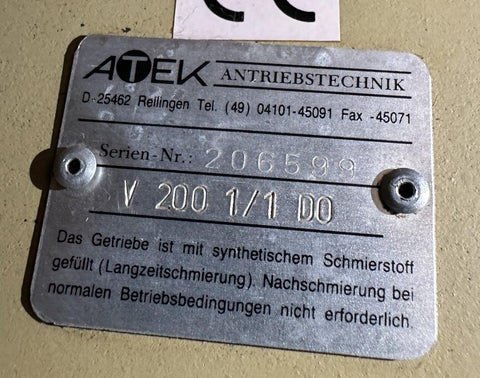 CE
ATEK ANTRIEBSTECHNIK
D-25462 Rellingen Tel. (49) 04101-45091 Fax -45071
Serien-Nr.: 206599
V 200 1/1 DO
Das Getriebe ist mit synthetischem Schmierstoff
gefüllt (Langzeitschmierung). Nachschmierung bei
normalen Betriebsbedingungen nicht erforderlich.